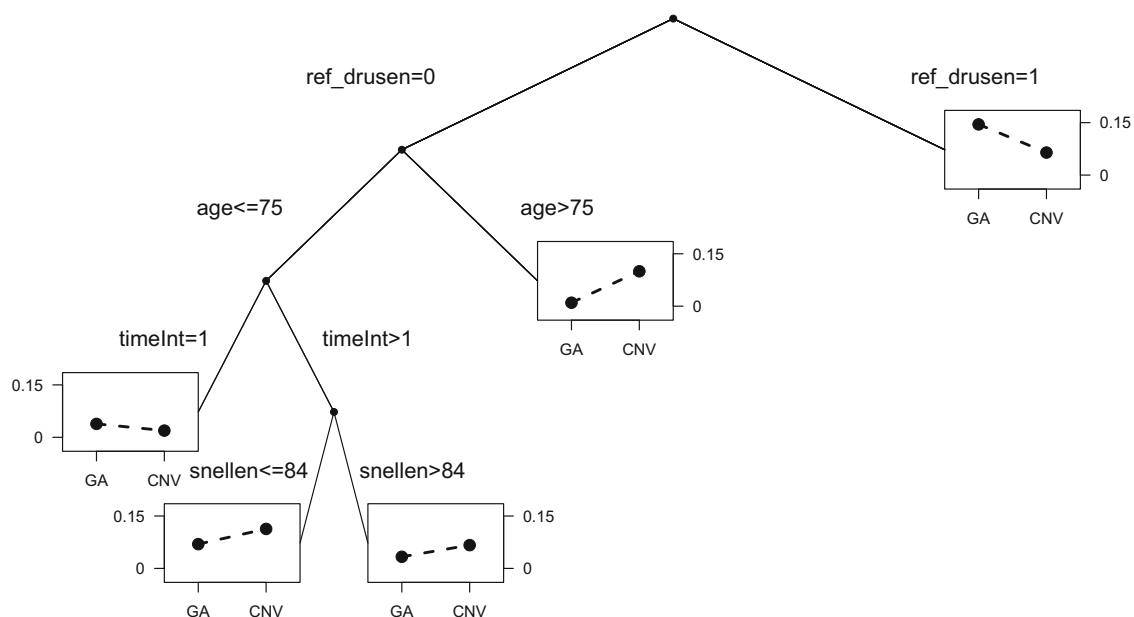 ref_drusen=0
ref_drusen=1
0.15
0
GA
CNV
age<=75
age>75
0.15
0
GA
CNV
timeInt=1
timeInt>1
0.15
0
GA
CNV
snellen<=84
snellen>84
0.15
0
GA
CNV
0.15
0
GA
CNV